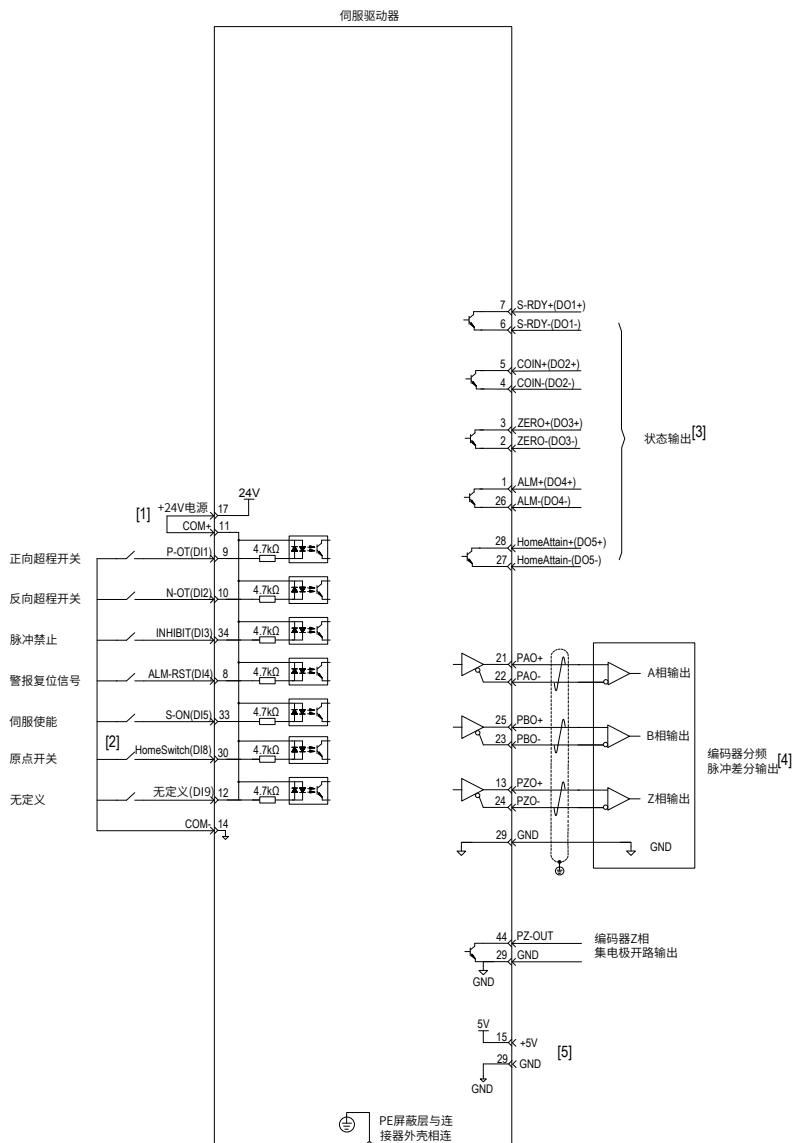 伺服驱动器
7 S-RDY+(DO1+)
6 S-RDY-(DO1-)
5 COIN+(DO2+)
4 COIN-(DO2-)
3 ZERO+(DO3+)
2 ZERO-(DO3-)
状态输出[3]
1 ALM+(DO4+)
26 ALM-(DO4-)
28 HomeAttain+(DO5+)
27 HomeAttain-(DO5-)
[1] +24V电源 17 24V
COM+ 11
正向超程开关 P-OT(DI1) 9 4.7kΩ
反向超程开关 N-OT(DI2) 10 4.7kΩ
脉冲禁止 INHIBIT(DI3) 34 4.7kΩ
警报复位信号 ALM-RST(DI4) 8 4.7kΩ
伺服使能 S-ON(DI5) 33 4.7kΩ
[2]
原点开关 HomeSwitch(DI8) 30 4.7kΩ
无定义 无定义(DI9) 12 4.7kΩ
COM- 14
21 PAO+
22 PAO-
A相输出
25 PBO+
23 PBO-
B相输出
13 PZO+
24 PZO-
Z相输出
编码器分频
脉冲差分输出[4]
29 GND
GND
44 PZ-OUT
29 GND
GND
编码器Z相
集电极开路输出
5V
15 +5V
[5]
29 GND
GND
PE屏蔽层与连
接器外壳相连